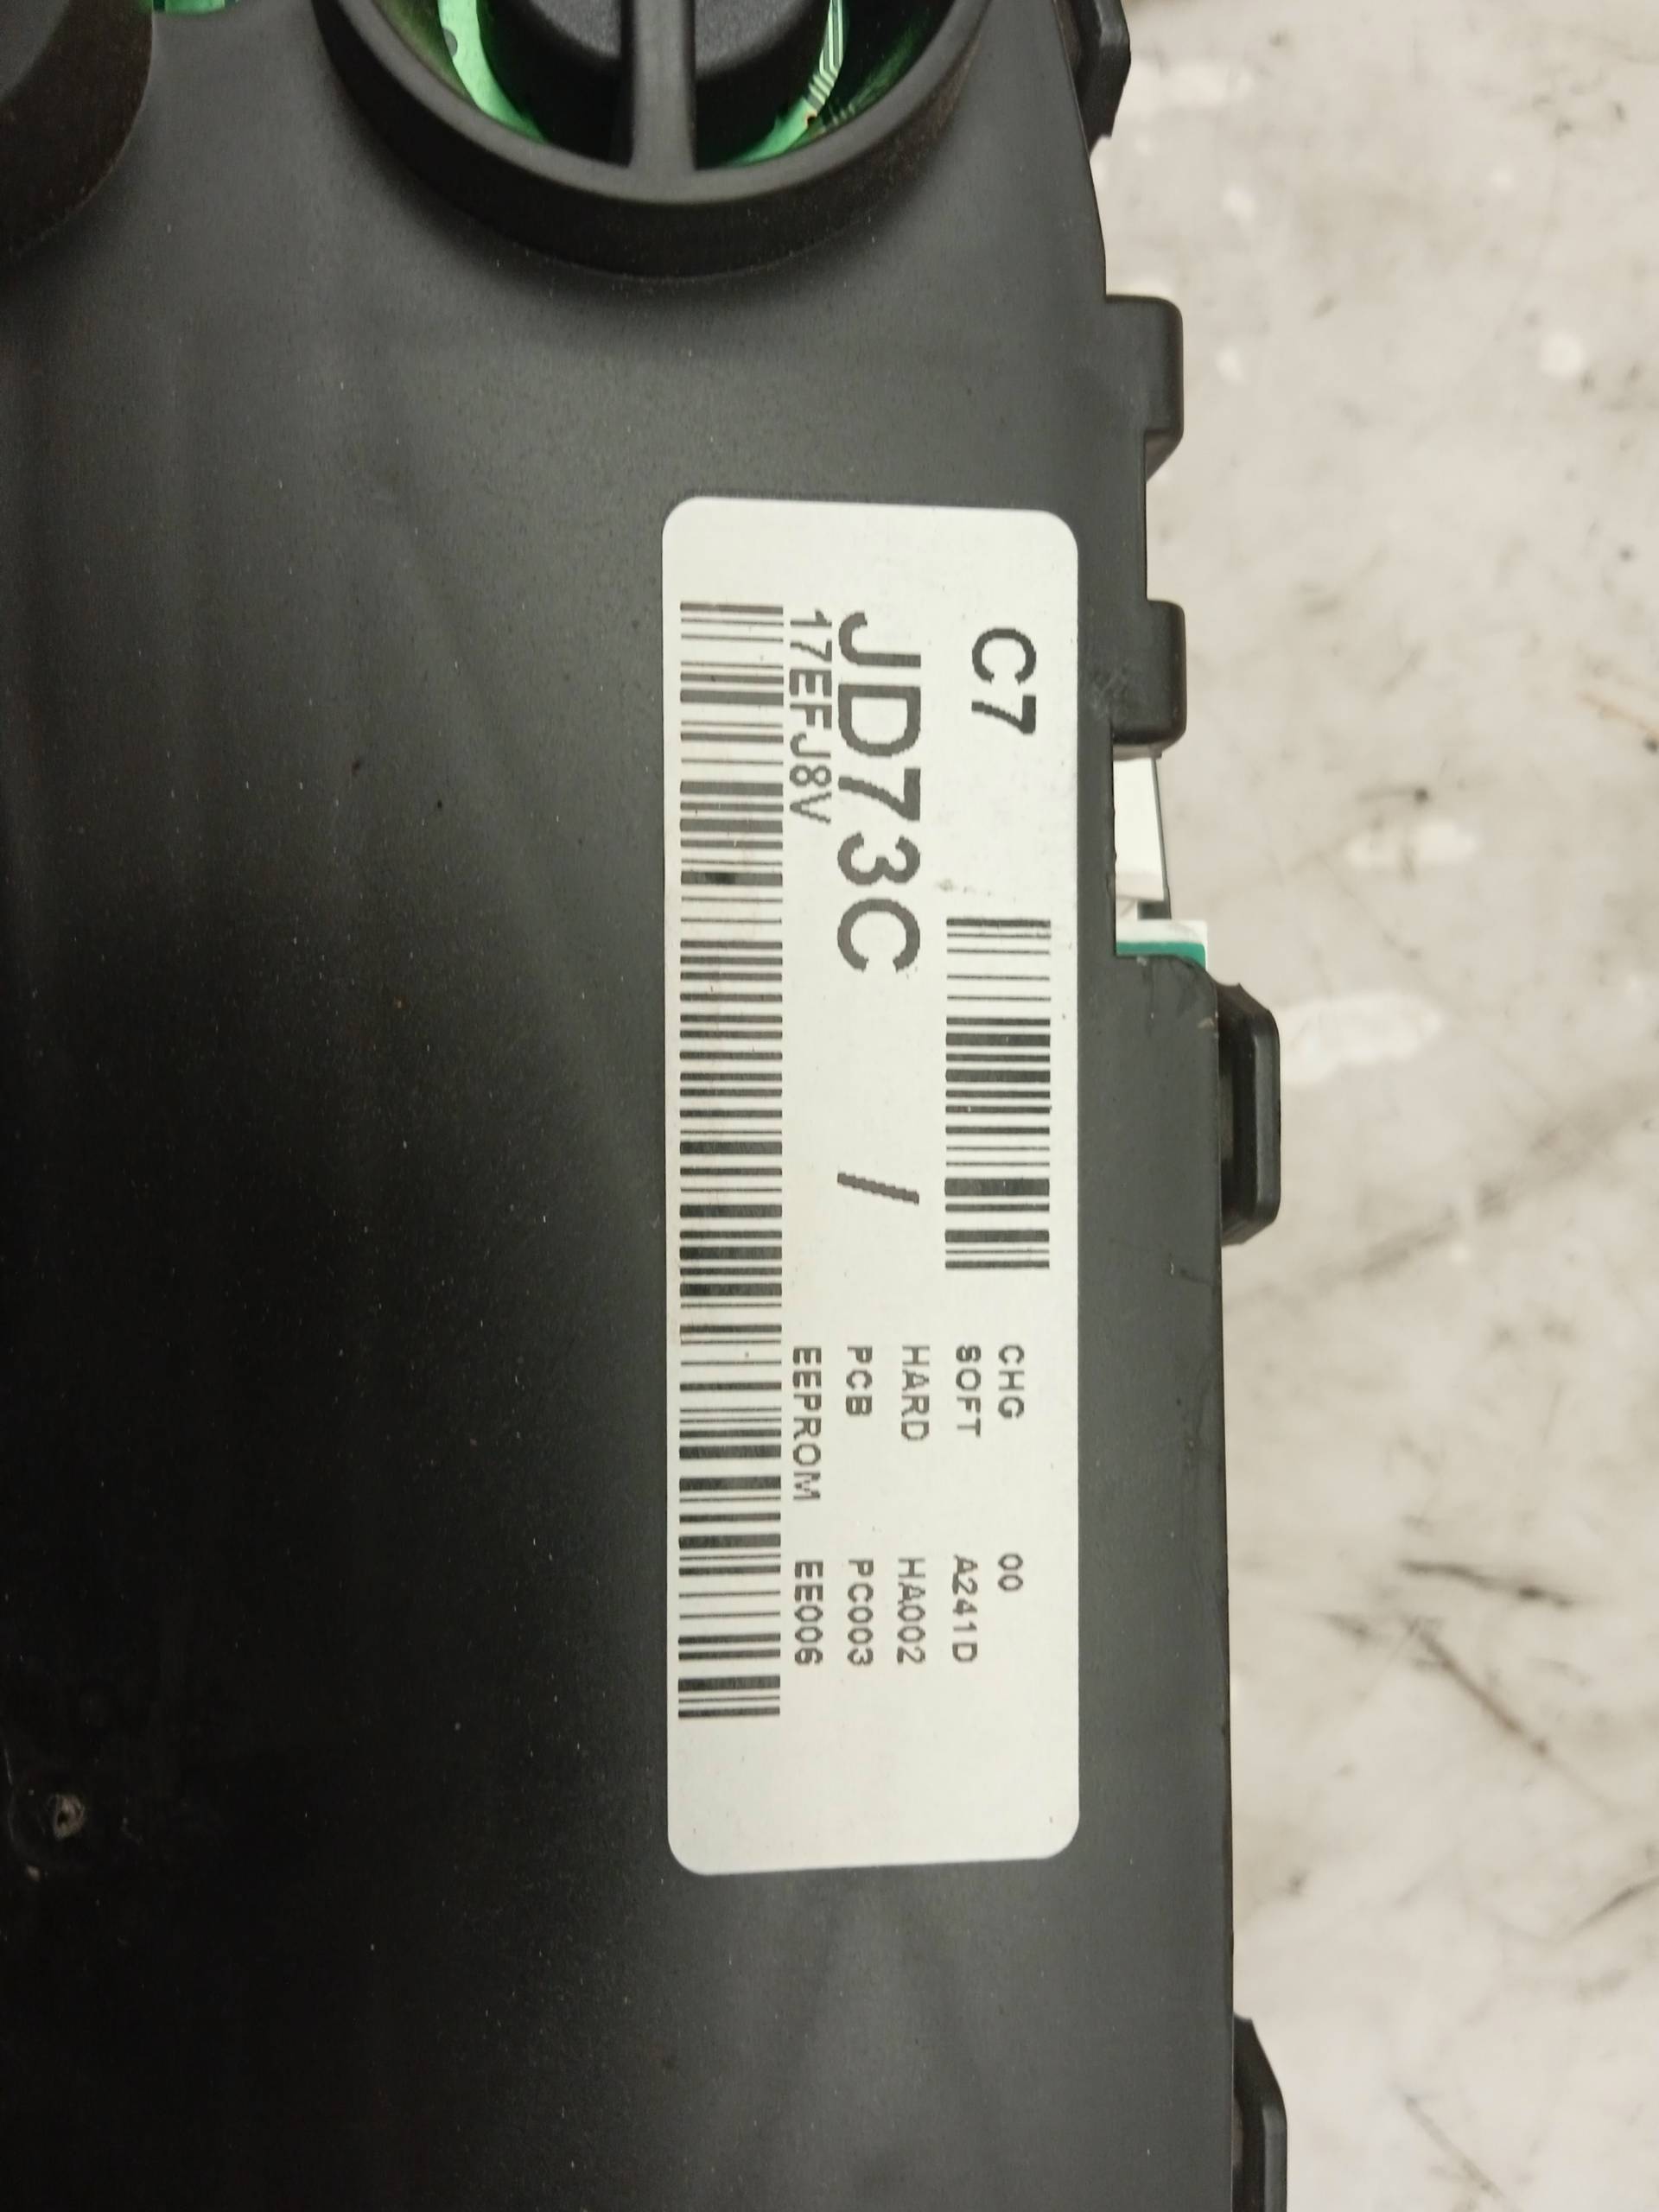 C7
CHG 00
SOFT A241D
JD73C /
HARD HA002
PCB PC003
17EFJ8V
EEPROM EE006